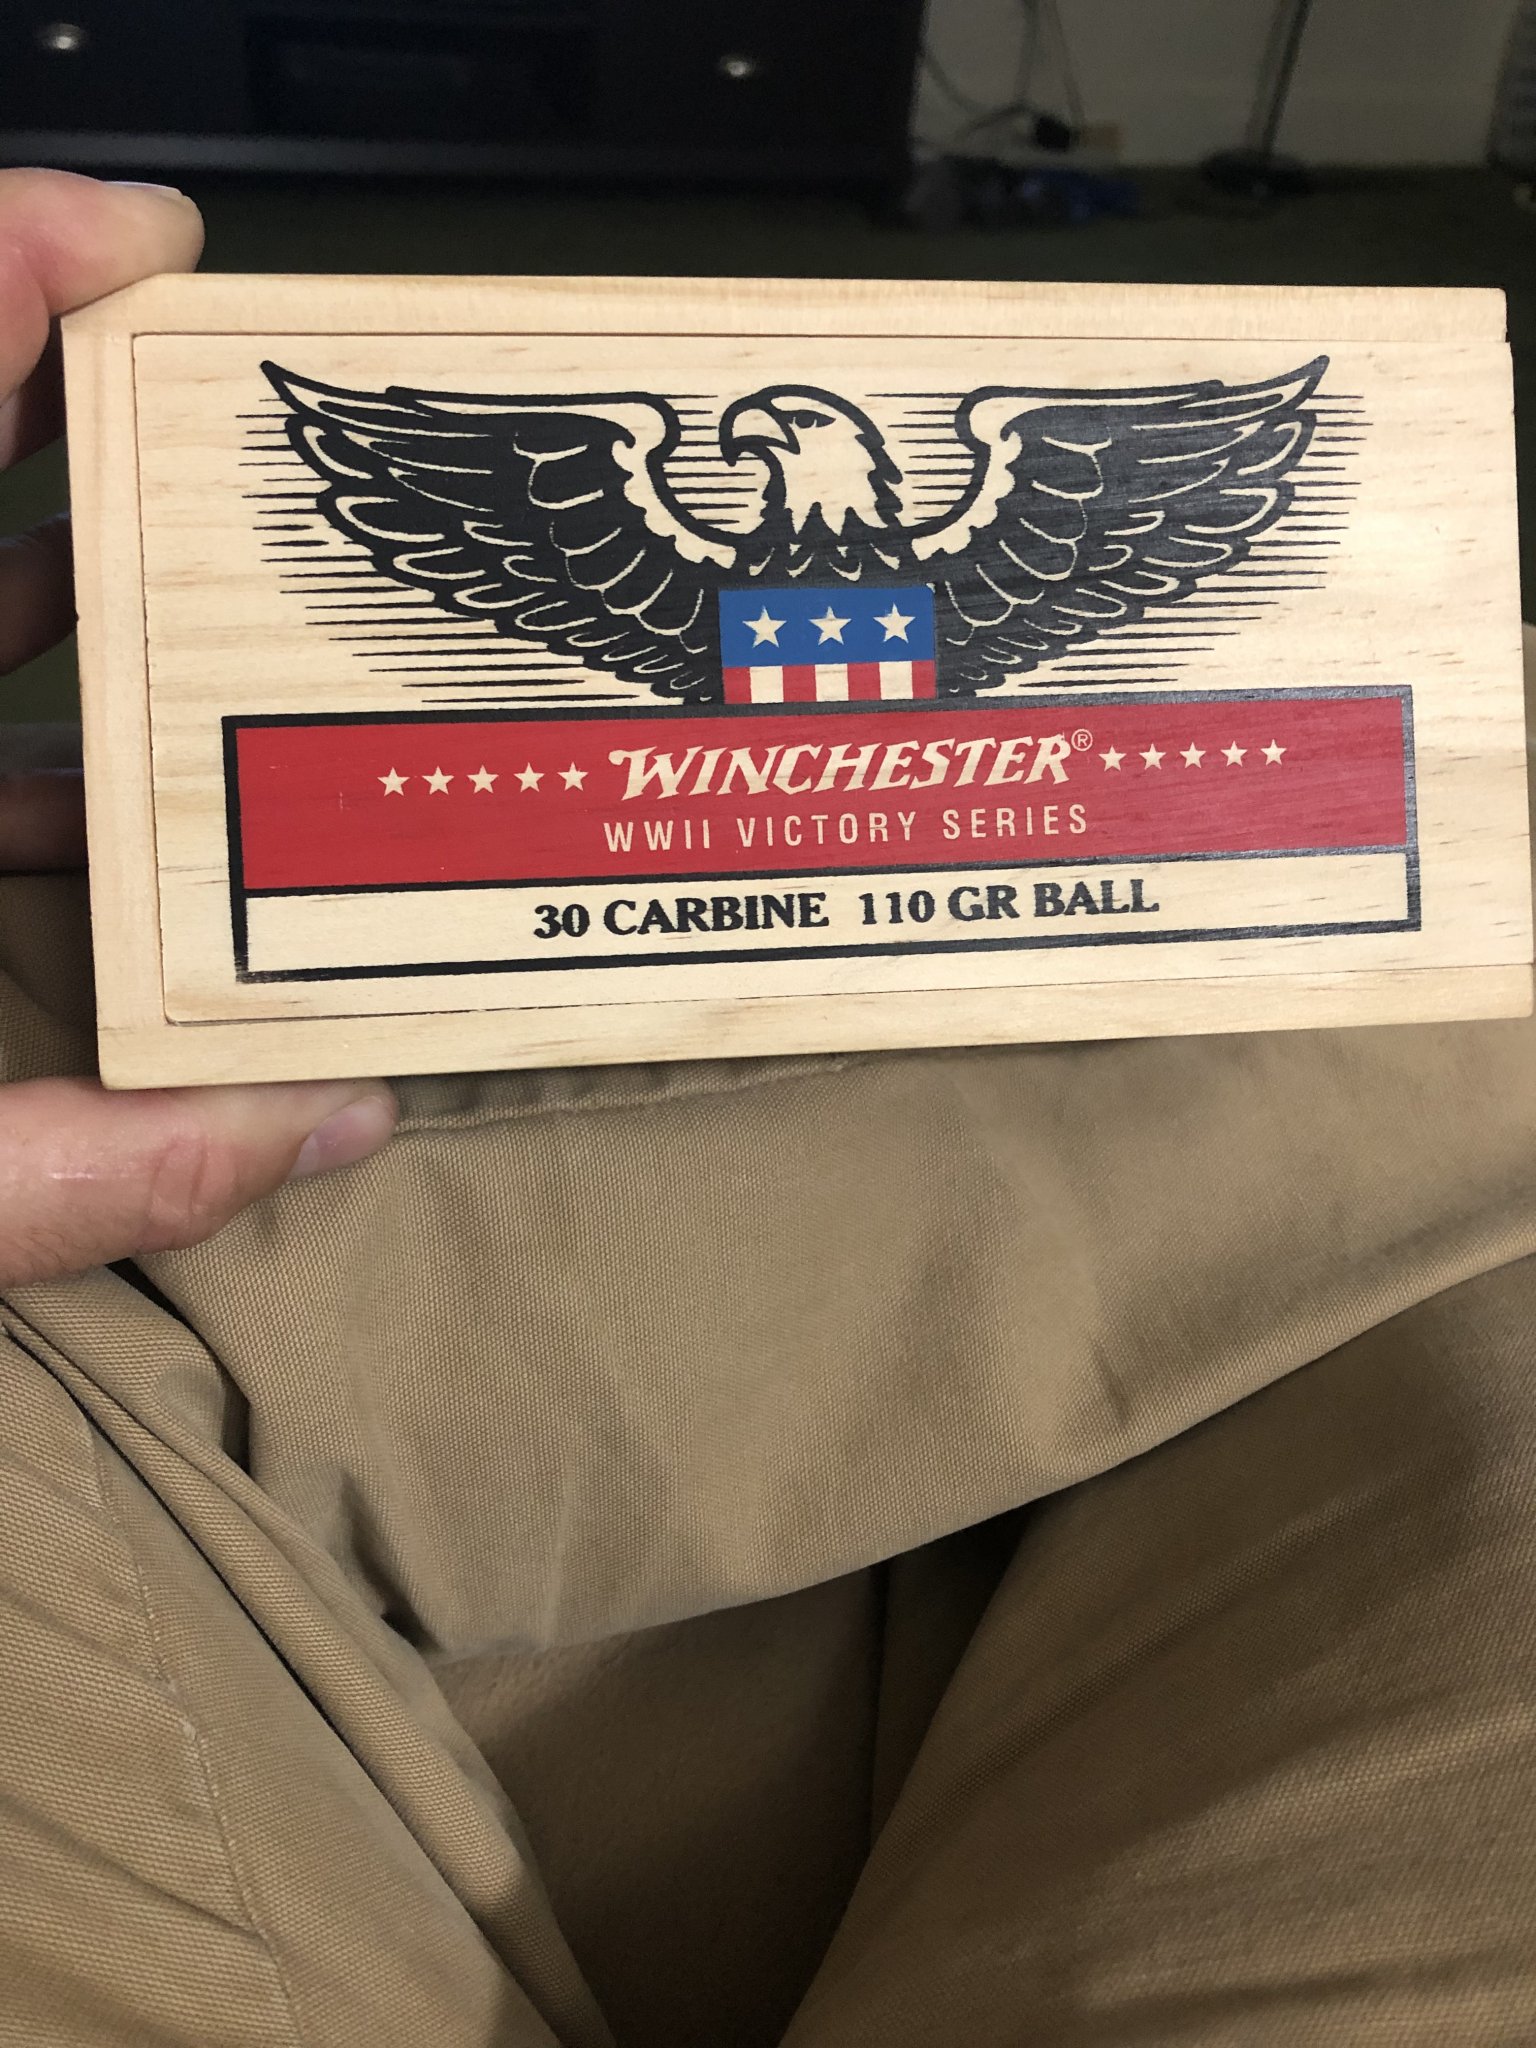 WINCHESTER®
WWII VICTORY SERIES
30 CARBINE 110 GR BALL